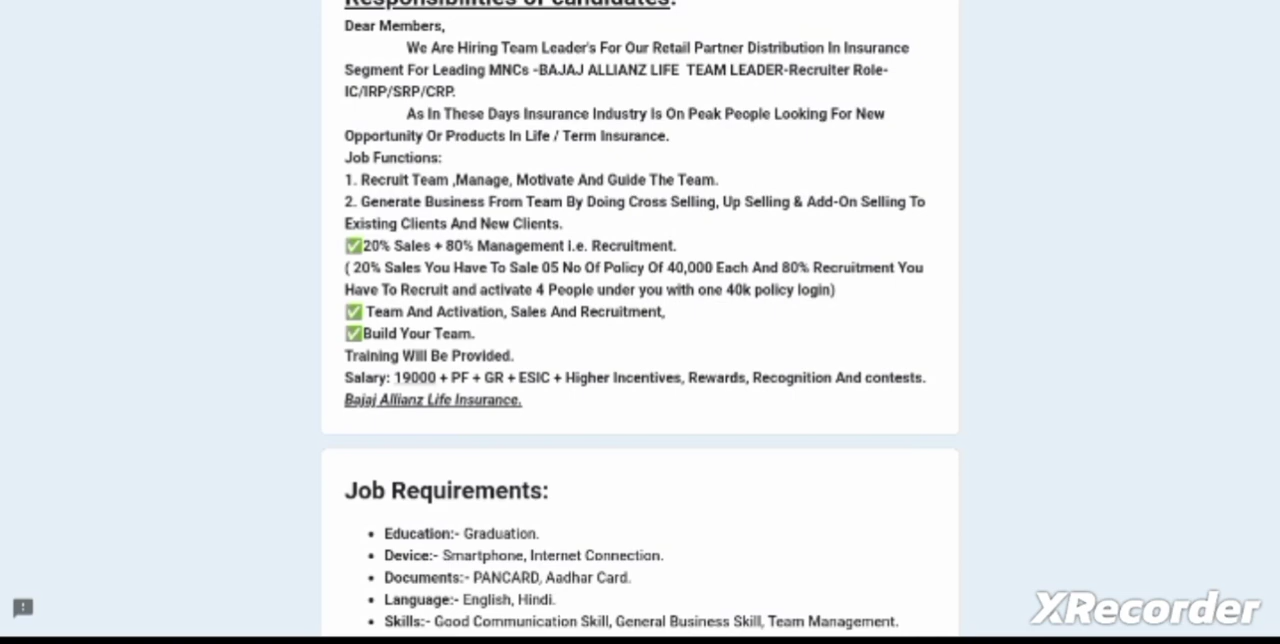 Responsibilities of candidates:
Dear Members,
We Are Hiring Team Leader's For Our Retail Partner Distribution In Insurance
Segment For Leading MNCs -BAJAJ ALLIANZ LIFE TEAM LEADER-Recruiter Role-
IC/IRP/SRP/CRP.
As In These Days Insurance Industry Is On Peak People Looking For New
Opportunity Or Products In Life / Term Insurance.
Job Functions:
1. Recruit Team ,Manage, Motivate And Guide The Team.
2. Generate Business From Team By Doing Cross Selling, Up Selling & Add-On Selling To
Existing Clients And New Clients.
✅20% Sales + 80% Management i.e. Recruitment.
( 20% Sales You Have To Sale 05 No Of Policy Of 40,000 Each And 80% Recruitment You
Have To Recruit and activate 4 People under you with one 40k policy login)
✅ Team And Activation, Sales And Recruitment,
✅Build Your Team.
Training Will Be Provided.
Salary: 19000 + PF + GR + ESIC + Higher Incentives, Rewards, Recognition And contests.
Bajaj Allianz Life Insurance.
Job Requirements:
• Education:- Graduation.
• Device:- Smartphone, Internet Connection.
• Documents:- PANCARD, Aadhar Card.
• Language:- English, Hindi.
• Skills:- Good Communication Skill, General Business Skill, Team Management.
XRecorder